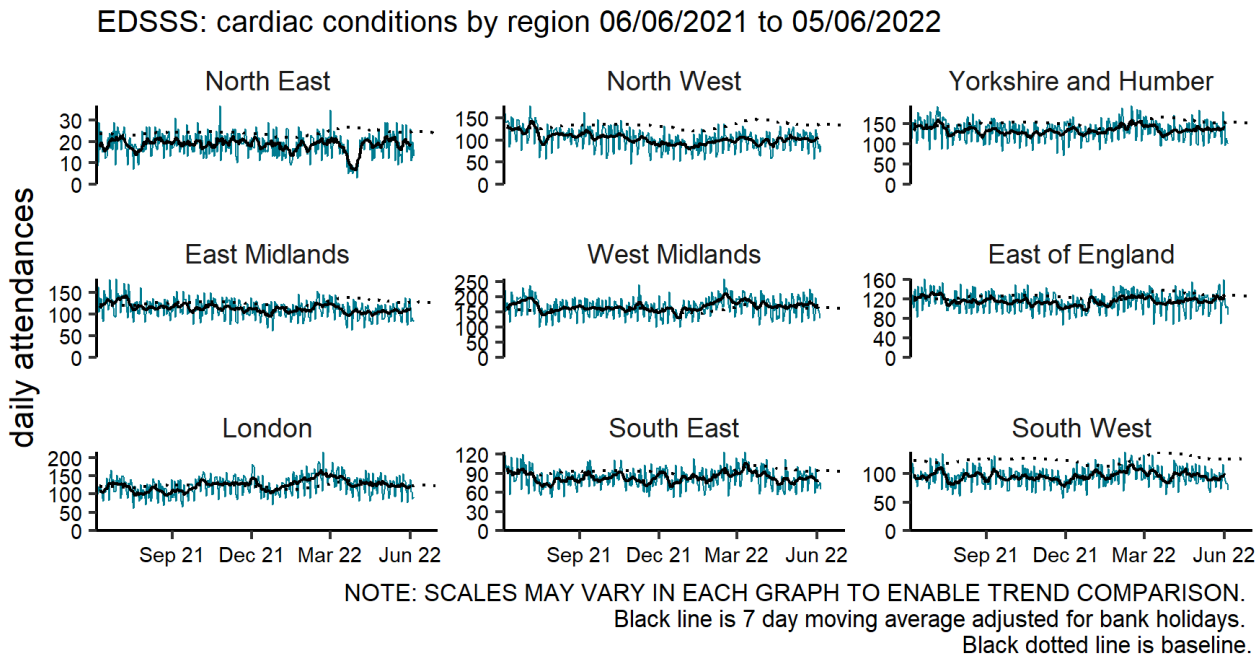 EDSSS: cardiac conditions by region 06/06/2021 to 05/06/2022
daily attendances
North East
30
20
10
0
North West
150
100
50
0
Yorkshire and Humber
150
100
50
0
East Midlands
150
100
50
0
West Midlands
250
200
150
100
50
0
East of England
160
120
80
40
0
London
200
150
100
50
0
Sep 21 Dec 21 Mar 22 Jun 22
South East
120
90
60
30
0
Sep 21 Dec 21 Mar 22 Jun 22
South West
100
50
0
Sep 21 Dec 21 Mar 22 Jun 22
NOTE: SCALES MAY VARY IN EACH GRAPH TO ENABLE TREND COMPARISON.
Black line is 7 day moving average adjusted for bank holidays.
Black dotted line is baseline.